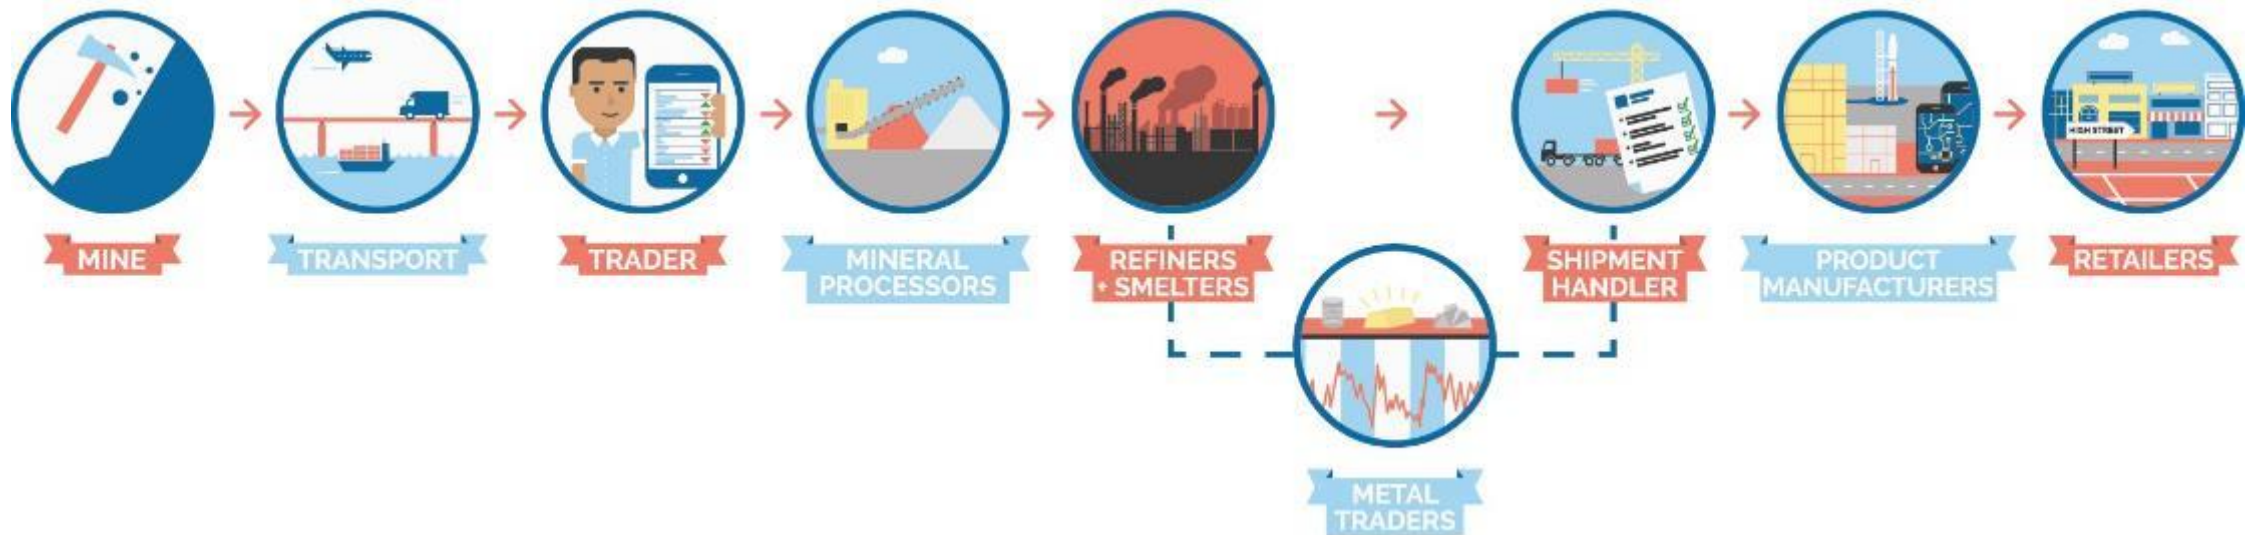 MINE
TRANSPORT
TRADER
MINERAL
PROCESSORS
REFINERS
+ SMELTERS
SHIPMENT
HANDLER
PRODUCT
MANUFACTURERS
RETAILERS
HIGH STREET
METAL
TRADERS